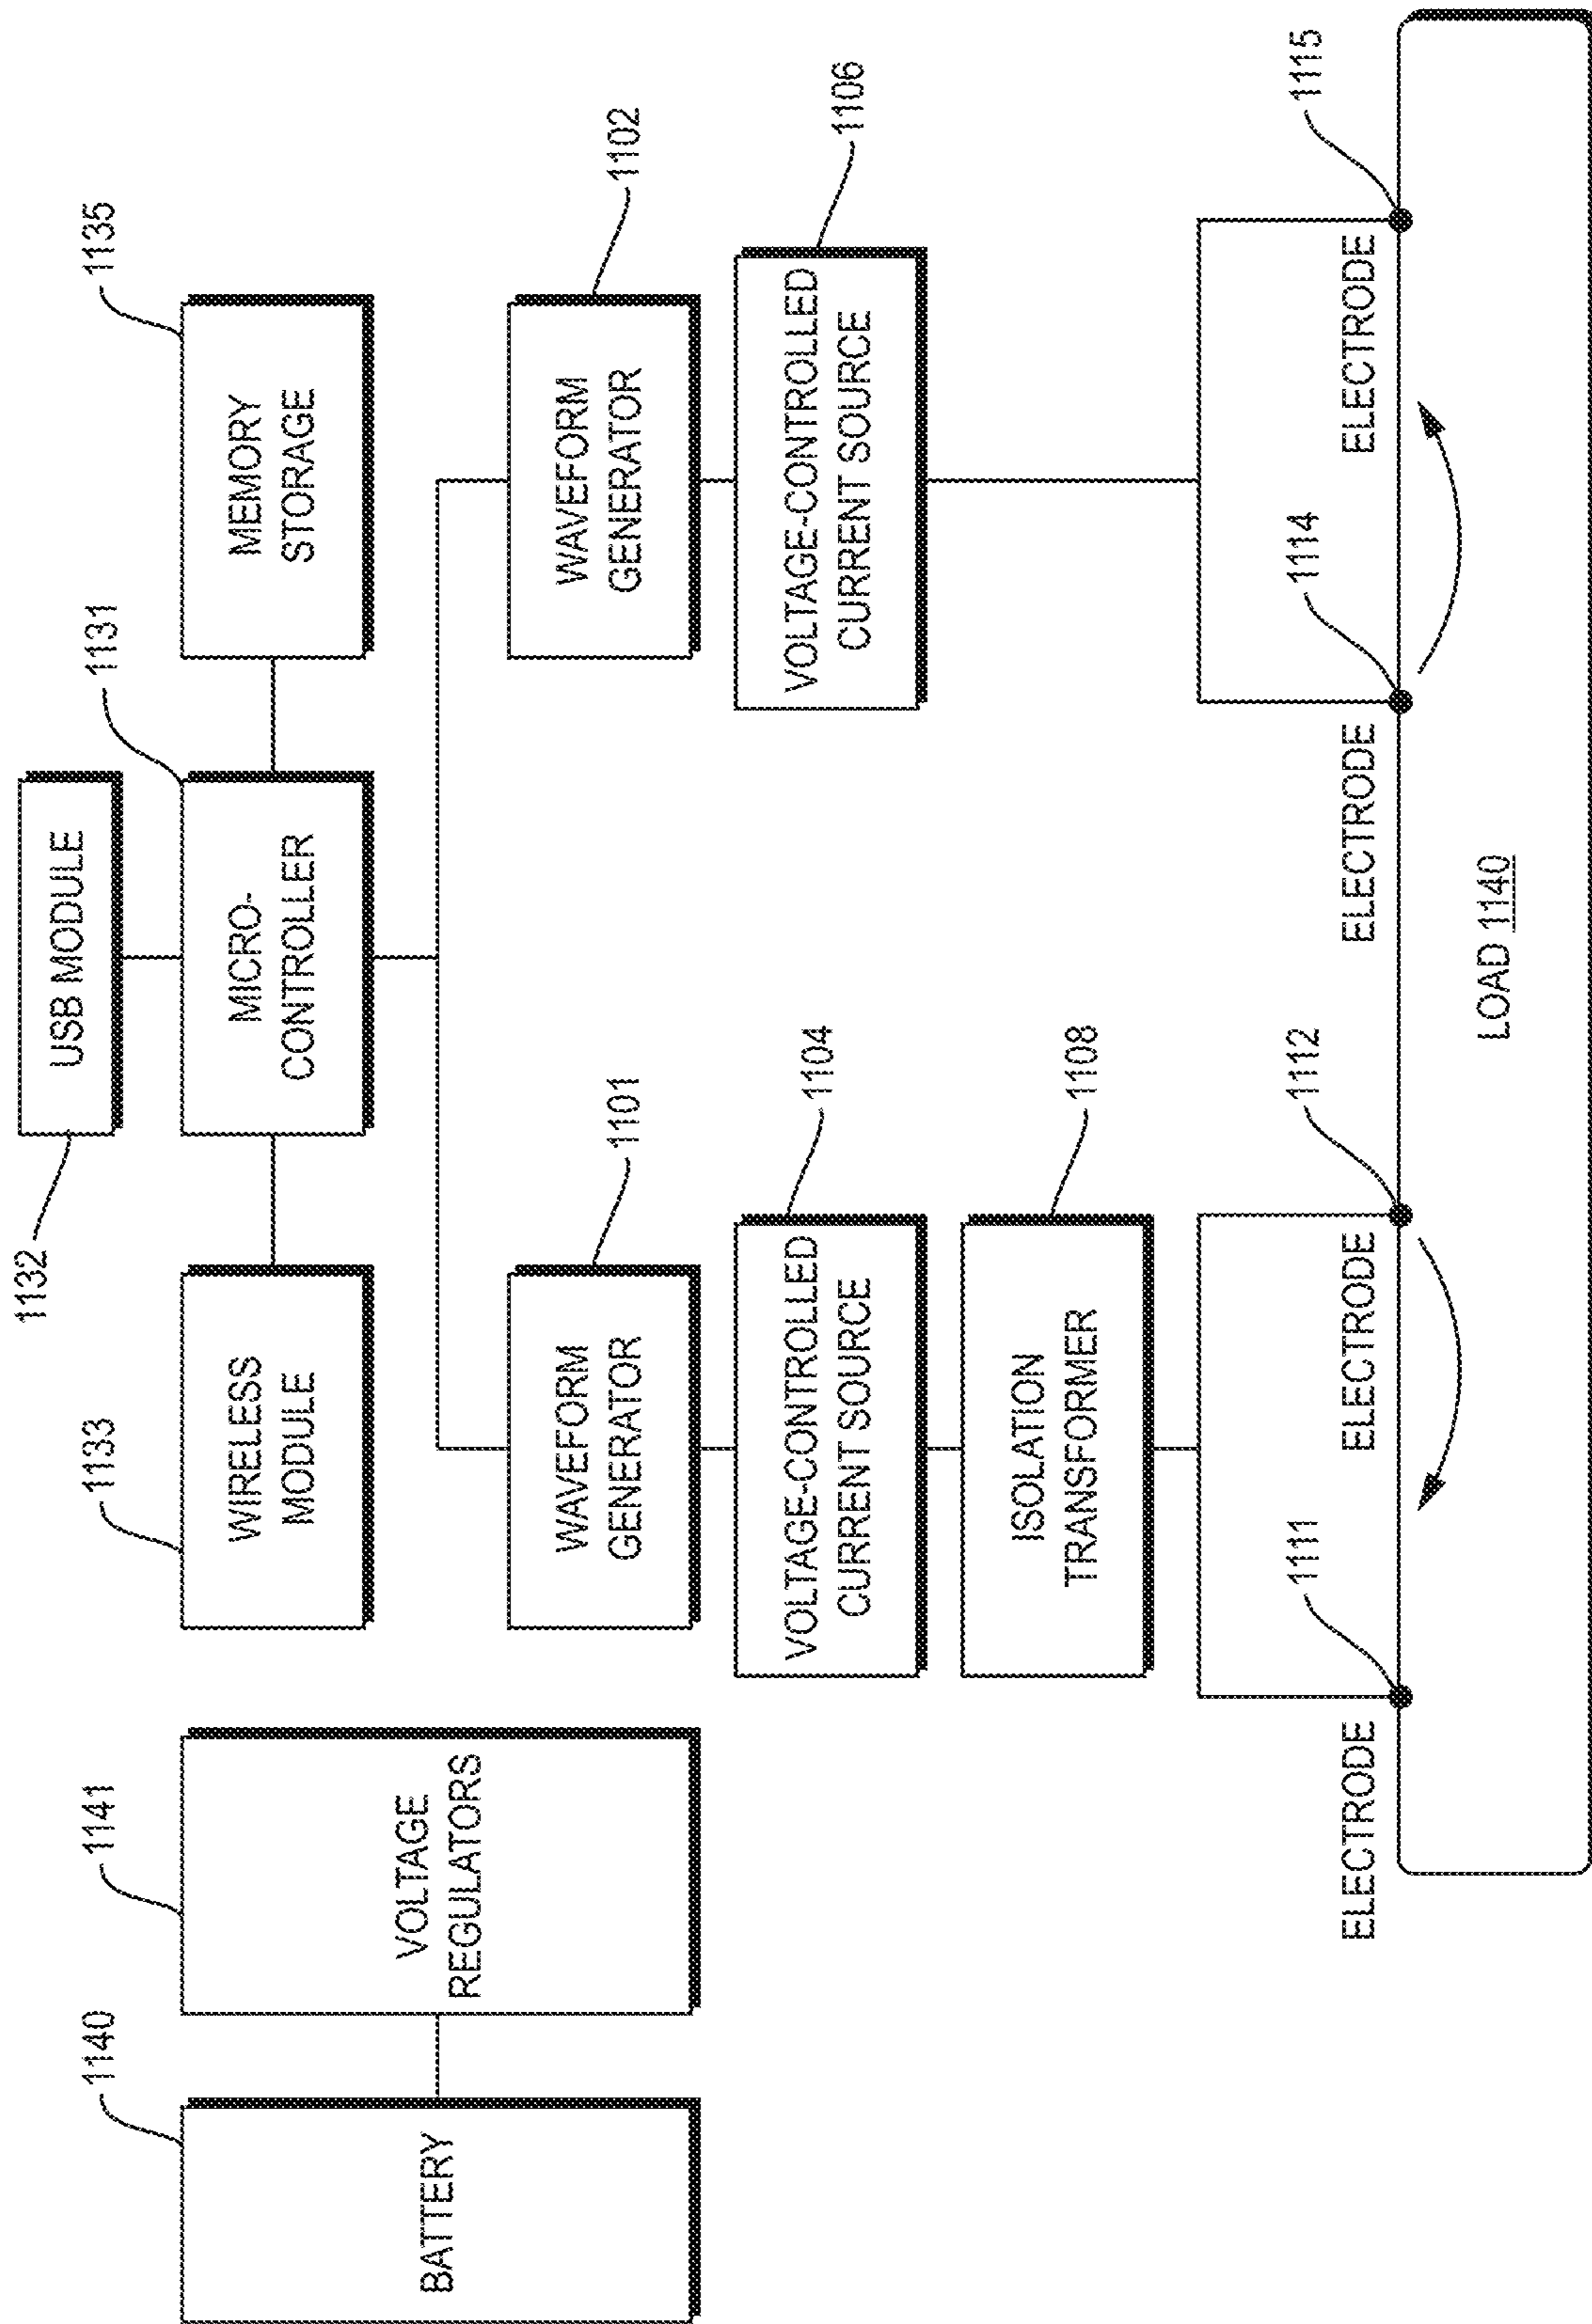 1132
USB MODULE
1133
1131
1135
WIRELESS
MODULE
MICRO-
CONTROLLER
MEMORY
STORAGE
1140
1141
BATTERY
VOLTAGE
REGULATORS
1101
1102
WAVEFORM
GENERATOR
WAVEFORM
GENERATOR
1104
1106
VOLTAGE-CONTROLLED
CURRENT SOURCE
VOLTAGE-CONTROLLED
CURRENT SOURCE
1108
ISOLATION
TRANSFORMER
1111
1112
1114
1115
ELECTRODE
ELECTRODE
ELECTRODE
ELECTRODE
LOAD 1140